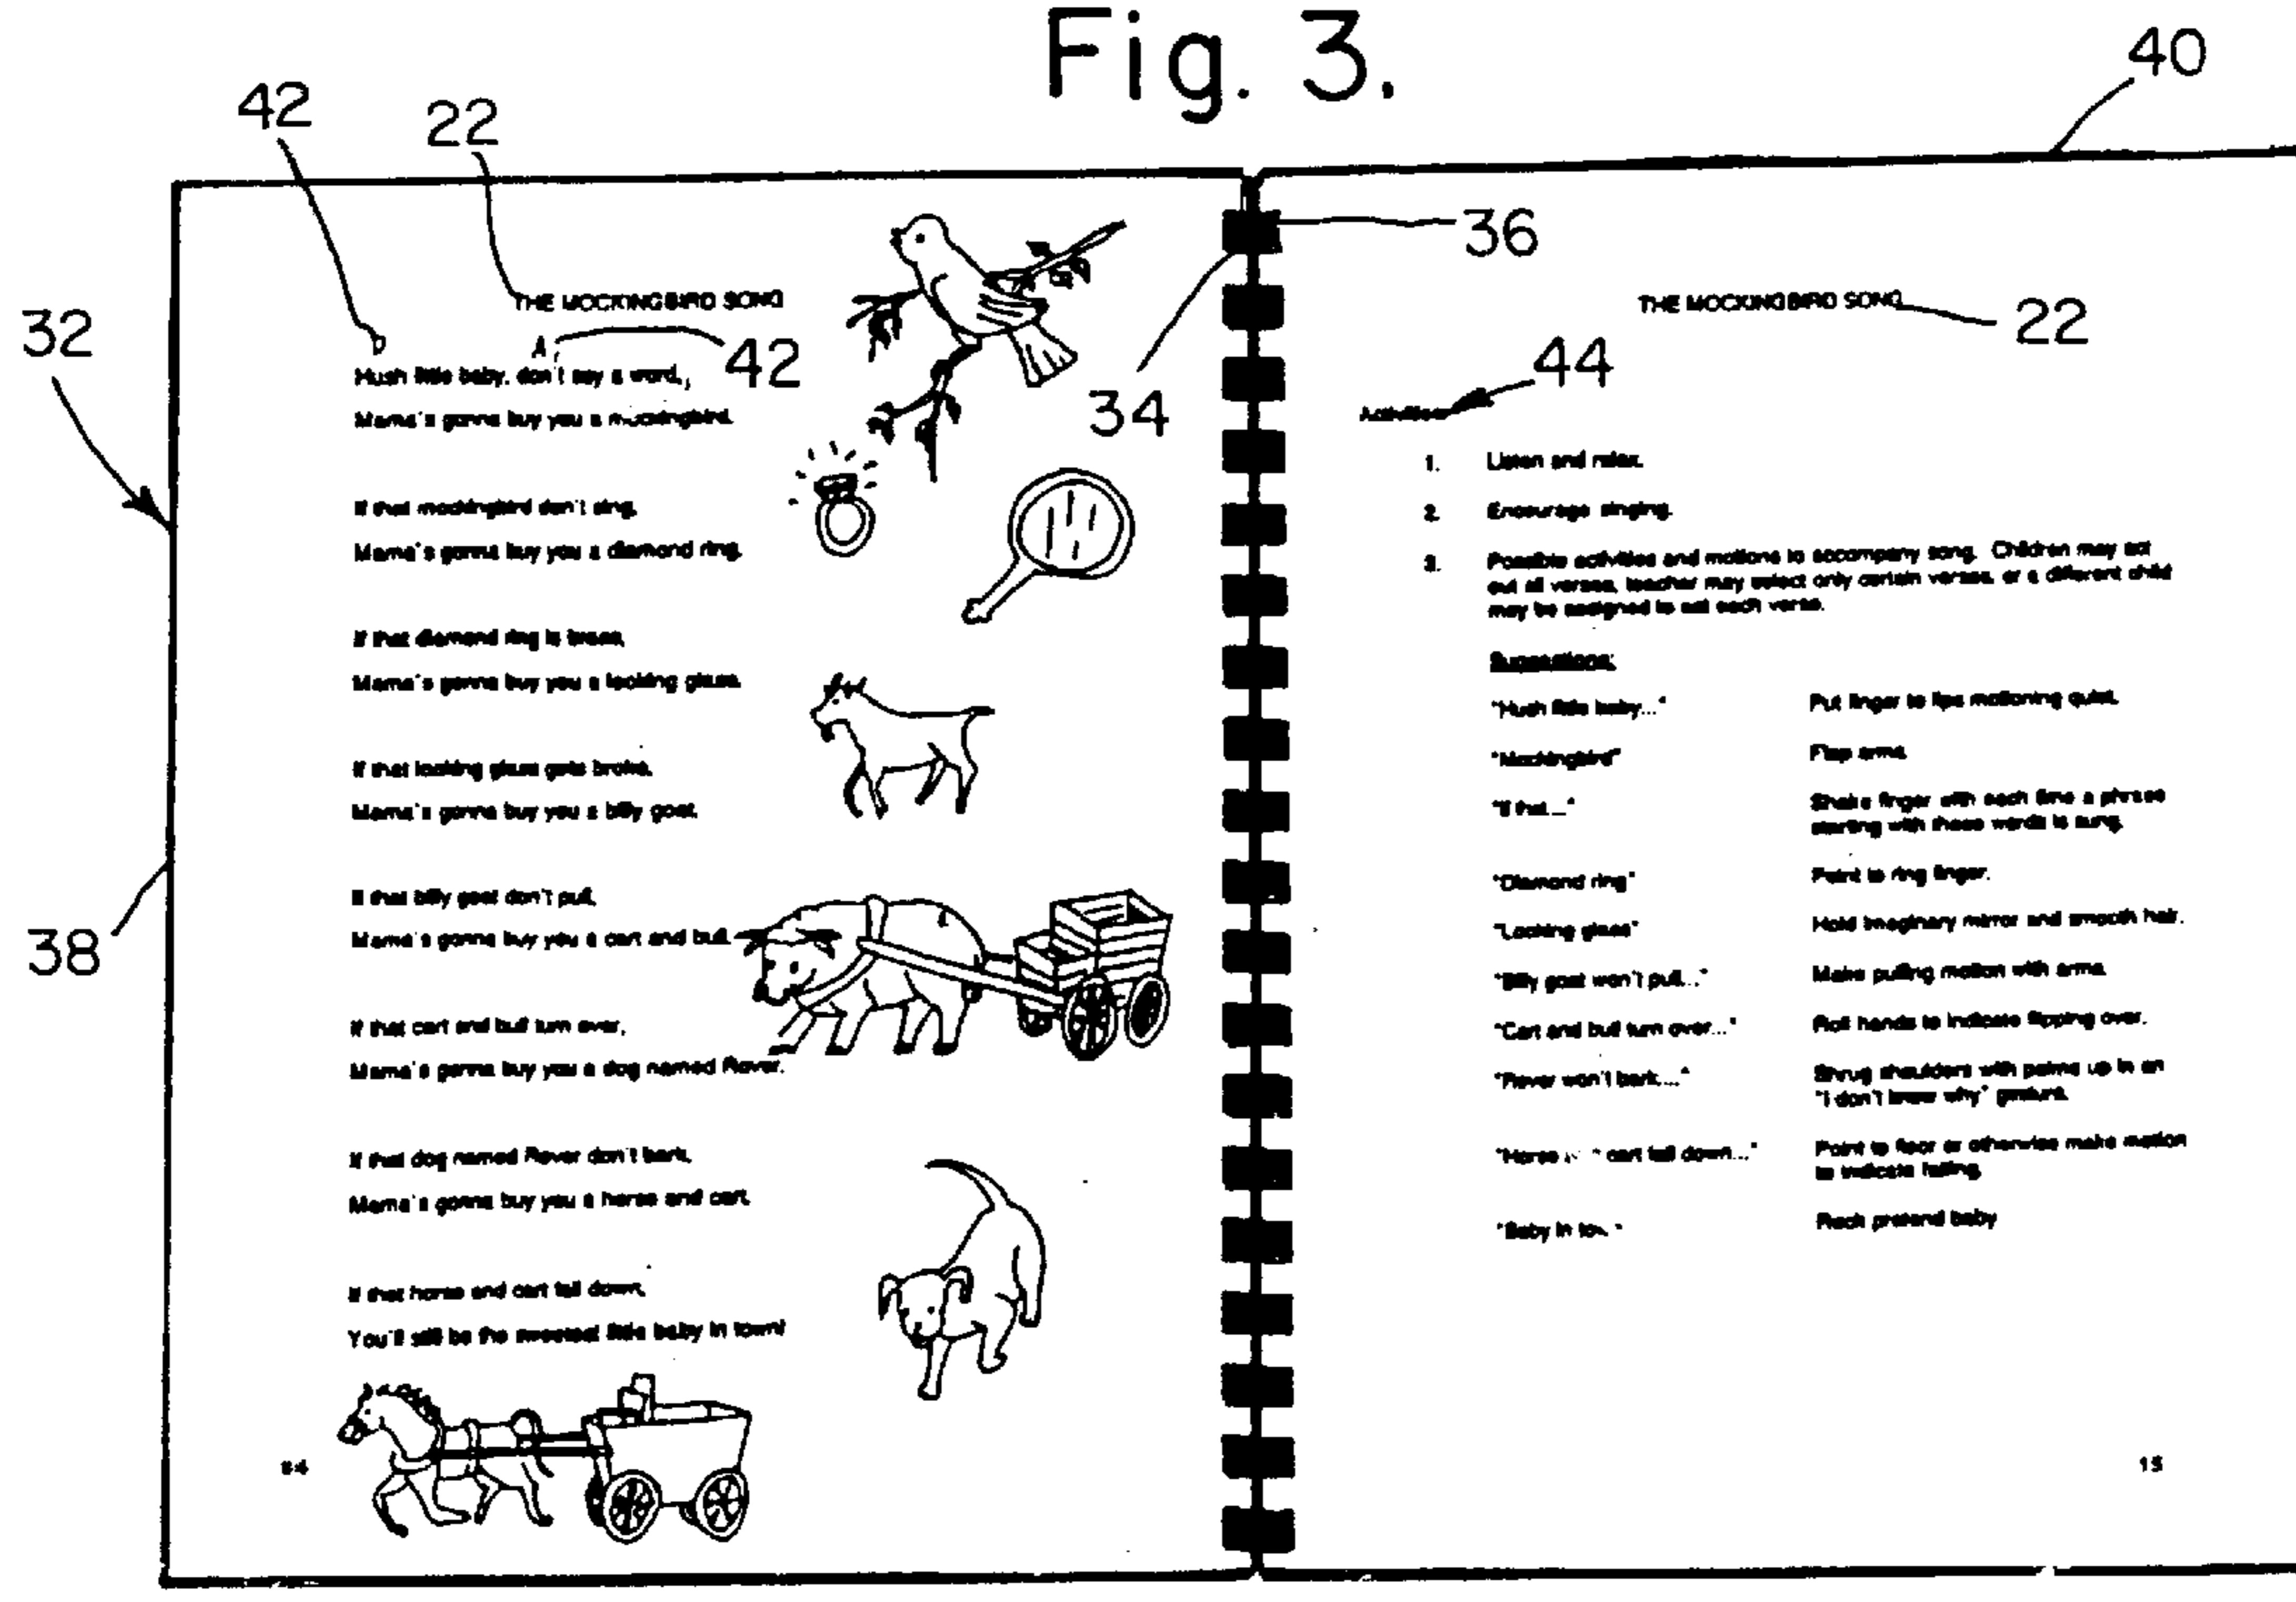 Fig. 3.
40
42
22
36
THE MOCKINGBIRD SONG
32
D
A
42
34
Hush little baby, don't say a word,
Mama's gonna buy you a mockingbird.
If that mockingbird don't sing,
Mama's gonna buy you a diamond ring.
If that diamond ring is brass,
Mama's gonna buy you a looking glass.
If that looking glass gets broke,
Mama's gonna buy you a billy goat.
If that billy goat don't pull,
Mama's gonna buy you a cart and bull.
38
If that cart and bull turn over,
Mama's gonna buy you a dog named Rover.
If that dog named Rover don't bark,
Mama's gonna buy you a horse and cart.
If that horse and cart fall down,
You'll still be the sweetest little baby in town!
THE MOCKINGBIRD SONG
22
44
Activities
1. Listen and relax.
2. Encourage singing.
3. Possible activities and motions to accompany song. Children may act
out all verses, teacher may select only certain verses, or a different child
may be assigned to act each verse.
Suggestions:
"Hush little baby..." Put finger to lips motioning quiet.
"Mockingbird" Flap arms.
"If that..." Shake finger with each time a phrase
starting with these words is sung.
"Diamond ring" Point to ring finger.
"Looking glass" Hold imaginary mirror and smooth hair.
"Billy goat won't pull..." Make pulling motion with arms.
"Cart and bull turn over..." Roll hands to indicate flipping over.
"Rover won't bark...." Shrug shoulders with palms up in an
"I don't know why" gesture.
"Horse cart fall down..." Point to floor or otherwise make motion
to indicate falling.
"Baby in Rock pretend baby
15